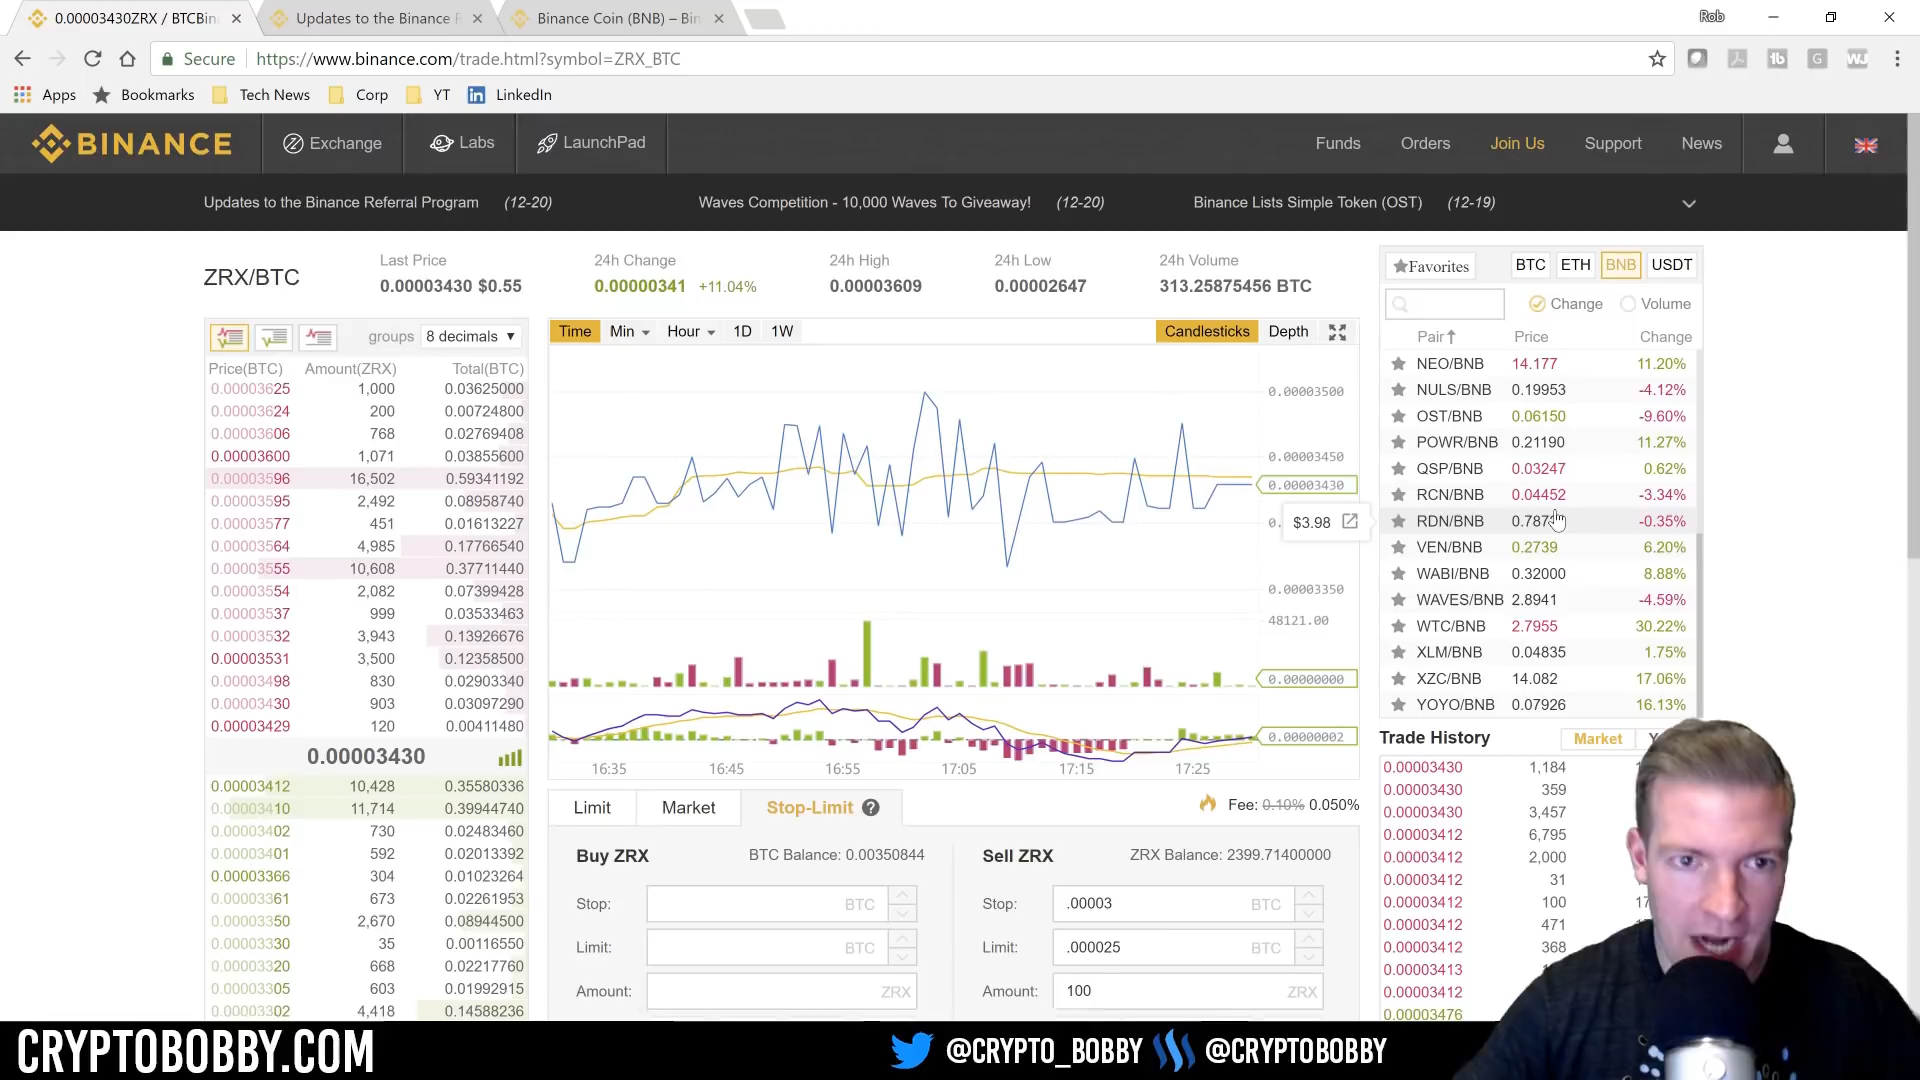 0.00003430ZRX / BTCBin
Updates to the Binance R
Binance Coin (BNB) – Bin
Rob
Secure
https://www.binance.com/trade.html?symbol=ZRX_BTC
Apps Bookmarks Tech News Corp YT LinkedIn
BINANCE Exchange Labs LaunchPad Funds Orders Join Us Support News
Updates to the Binance Referral Program (12-20) Waves Competition - 10,000 Waves To Giveaway! (12-20) Binance Lists Simple Token (OST) (12-19)
ZRX/BTC
Last Price
0.00003430 $0.55
24h Change
0.00000341 +11.04%
24h High
0.00003609
24h Low
0.00002647
24h Volume
313.25875456 BTC
groups 8 decimals
Price(BTC) Amount(ZRX) Total(BTC)
0.00003625 1,000 0.03625000
0.00003624 200 0.00724800
0.00003606 768 0.02769408
0.00003600 1,071 0.03855600
0.00003596 16,502 0.59341192
0.00003595 2,492 0.08958740
0.00003577 451 0.01613227
0.00003564 4,985 0.17766540
0.00003555 10,608 0.37711440
0.00003554 2,082 0.07399428
0.00003537 999 0.03533463
0.00003532 3,943 0.13926676
0.00003531 3,500 0.12358500
0.00003498 830 0.02903340
0.00003430 903 0.03097290
0.00003429 120 0.00411480
0.00003430
0.00003412 10,428 0.35580336
0.00003410 11,714 0.39944740
0.00003402 730 0.02483460
0.00003401 592 0.02013392
0.00003366 304 0.01023264
0.00003361 673 0.02261953
0.00003350 2,670 0.08944500
0.00003330 35 0.00116550
0.00003320 668 0.02217760
0.00003305 603 0.01992915
0.00003302 4,418 0.14588236
Time Min Hour 1D 1W Candlesticks Depth
0.00003500
0.00003450
0.00003430
0.
$3.98
0.00003350
48121.00
0.00000000
0.00000002
16:35 16:45 16:55 17:05 17:15 17:25
Limit Market Stop-Limit ? Fee: 0.10% 0.050%
Buy ZRX BTC Balance: 0.00350844
Stop: BTC
Limit: BTC
Amount: ZRX
Sell ZRX ZRX Balance: 2399.71400000
Stop: .00003 BTC
Limit: .000025 BTC
Amount: 100 ZRX
Favorites BTC ETH BNB USDT
Change Volume
Pair Price Change
NEO/BNB 14.177 11.20%
NULS/BNB 0.19953 -4.12%
OST/BNB 0.06150 -9.60%
POWR/BNB 0.21190 11.27%
QSP/BNB 0.03247 0.62%
RCN/BNB 0.04452 -3.34%
RDN/BNB 0.787 -0.35%
VEN/BNB 0.2739 6.20%
WABI/BNB 0.32000 8.88%
WAVES/BNB 2.8941 -4.59%
WTC/BNB 2.7955 30.22%
XLM/BNB 0.04835 1.75%
XZC/BNB 14.082 17.06%
YOYO/BNB 0.07926 16.13%
Trade History Market Y
0.00003430 1,184 1
0.00003430 359
0.00003430 3,457
0.00003412 6,795
0.00003412 2,000
0.00003412 31
0.00003412 100 17
0.00003412 471 17
0.00003412 368
0.00003413
0.00003412
0.00003476
CRYPTOBOBBY.COM
@CRYPTO_BOBBY
@CRYPTOBOBBY